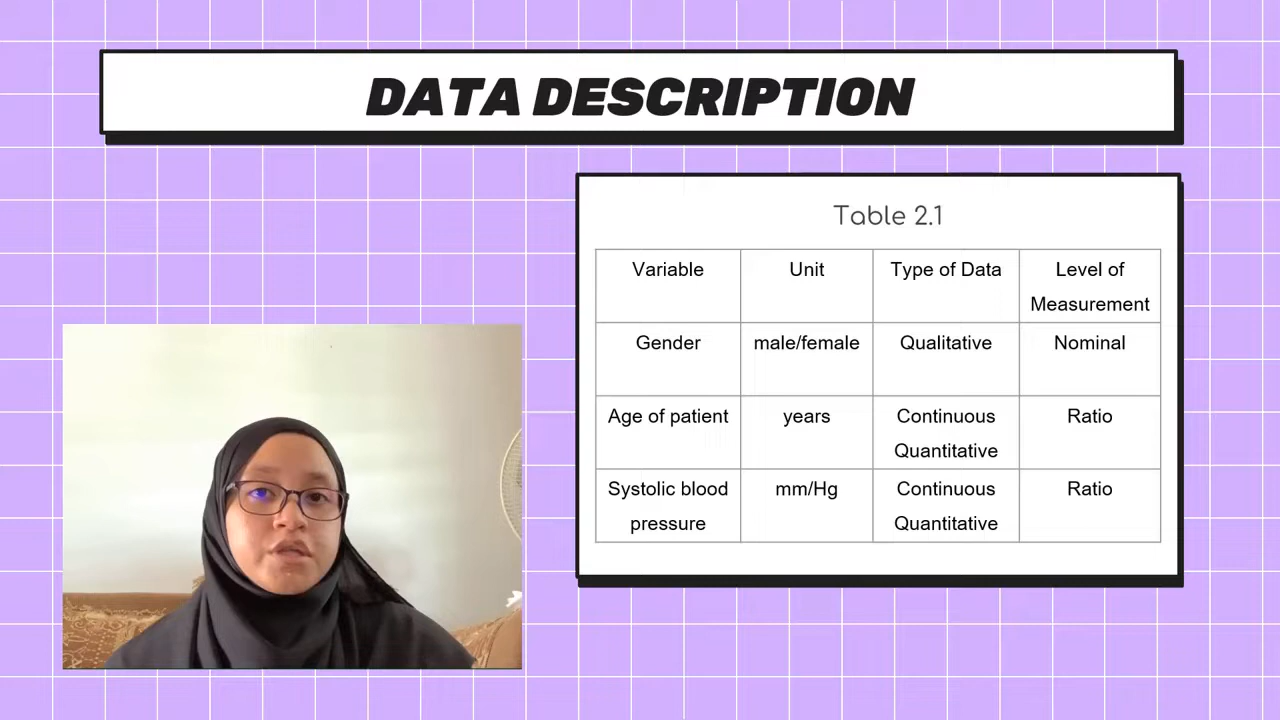 DATA DESCRIPTION
Table 2.1
Variable Unit Type of Data Level of
Measurement
Gender male/female Qualitative Nominal
Age of patient years Continuous Ratio
Quantitative
Systolic blood mm/Hg Continuous Ratio
pressure Quantitative